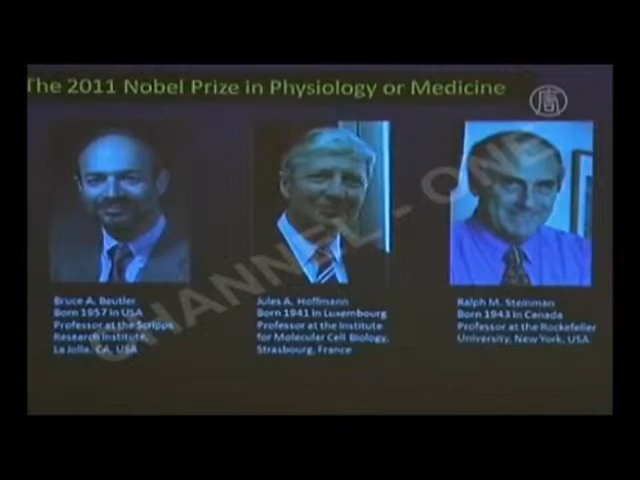 The 2011 Nobel Prize in Physiology or Medicine
唐
CHANNEL - ONE
Bruce A. Beutler
Born 1957 in USA
Professor at the Scripps
Research Institute,
La Jolla, CA, USA
Jules A. Hoffmann
Born 1941 in Luxembourg
Professor at the Institute
for Molecular Cell Biology,
Strasbourg, France
Ralph M. Steinman
Born 1943 in Canada
Professor at the Rockefeller
University, New York, USA